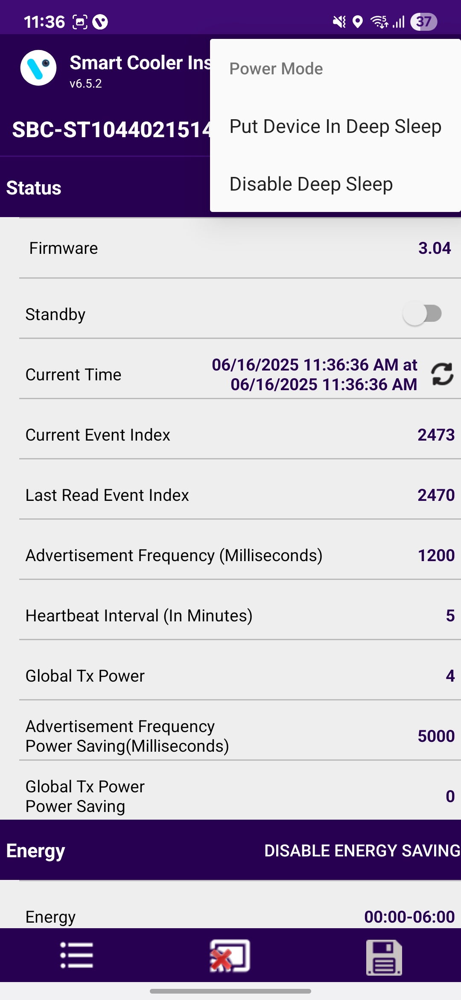 11:36
5
37
Smart Cooler Ins
v6.5.2
Power Mode
Put Device In Deep Sleep
Disable Deep Sleep
SBC-ST1044021514
Status
Firmware 3.04
Standby
Current Time 06/16/2025 11:36:36 AM at
06/16/2025 11:36:36 AM
Current Event Index 2473
Last Read Event Index 2470
Advertisement Frequency (Milliseconds) 1200
Heartbeat Interval (In Minutes) 5
Global Tx Power 4
Advertisement Frequency
Power Saving(Milliseconds) 5000
Global Tx Power
Power Saving 0
Energy DISABLE ENERGY SAVING
Energy 00:00-06:00